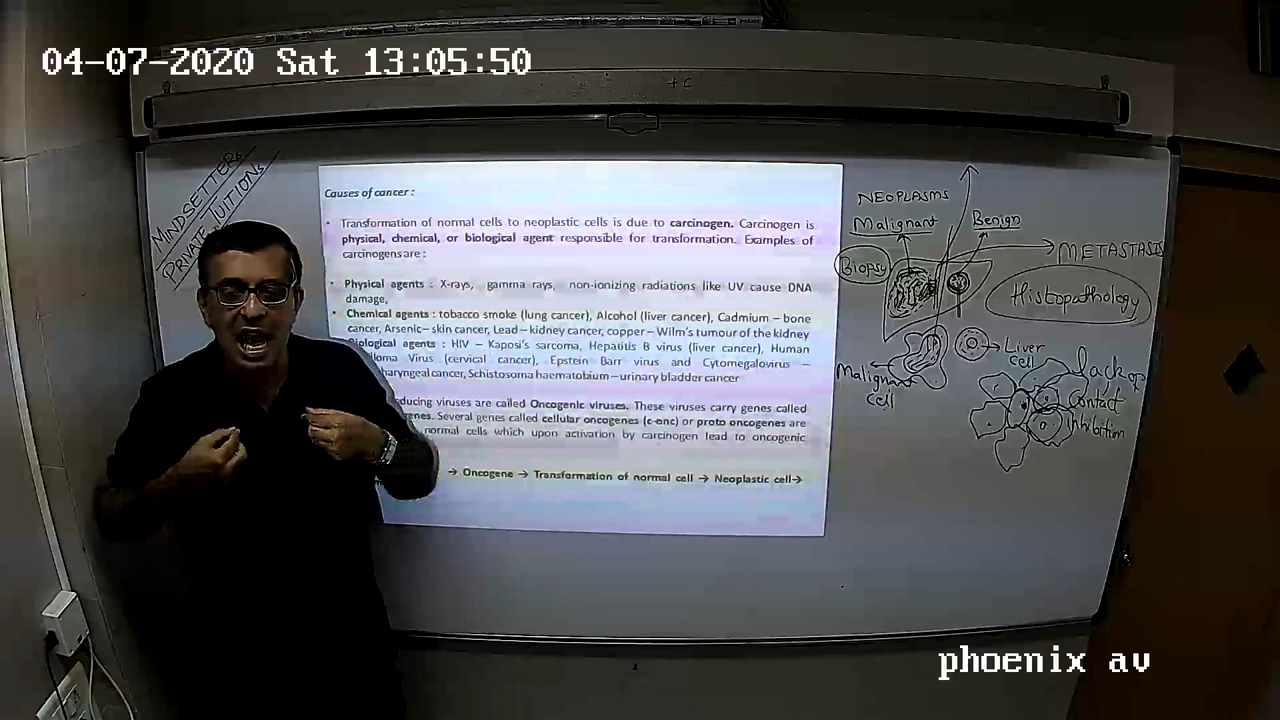 04-07-2020 Sat 13:05:50
MINDSETTERS
PRIVATE TUITIONS
Causes of cancer :
• Transformation of normal cells to neoplastic cells is due to carcinogen. Carcinogen is
physical, chemical, or biological agent responsible for transformation. Examples of
carcinogens are :
• Physical agents : X-rays, gamma rays, non-ionizing radiations like UV cause DNA
damage,
• Chemical agents : tobacco smoke (lung cancer), Alcohol (liver cancer), Cadmium – bone
cancer, Arsenic– skin cancer, Lead – kidney cancer, copper – Wilm's tumour of the kidney
Biological agents : HIV – Kaposi's sarcoma, Hepatitis B virus (liver cancer), Human
Virus (cervical cancer), Epstein Barr virus and Cytomegalovirus –
cancer, Schistosoma haematobium – urinary bladder cancer
viruses are called Oncogenic viruses. These viruses carry genes called
Several genes called cellular oncogenes (c-onc) or proto oncogenes are
normal cells which upon activation by carcinogen lead to oncogenic
→ Oncogene → Transformation of normal cell → Neoplastic cell→
NEOPLASMS
Malignant
Benign
METASTASIS
Biopsy
Histopathology
Liver
cell
Malignant
cell
lack of
Contact
inhibition
phoenix av